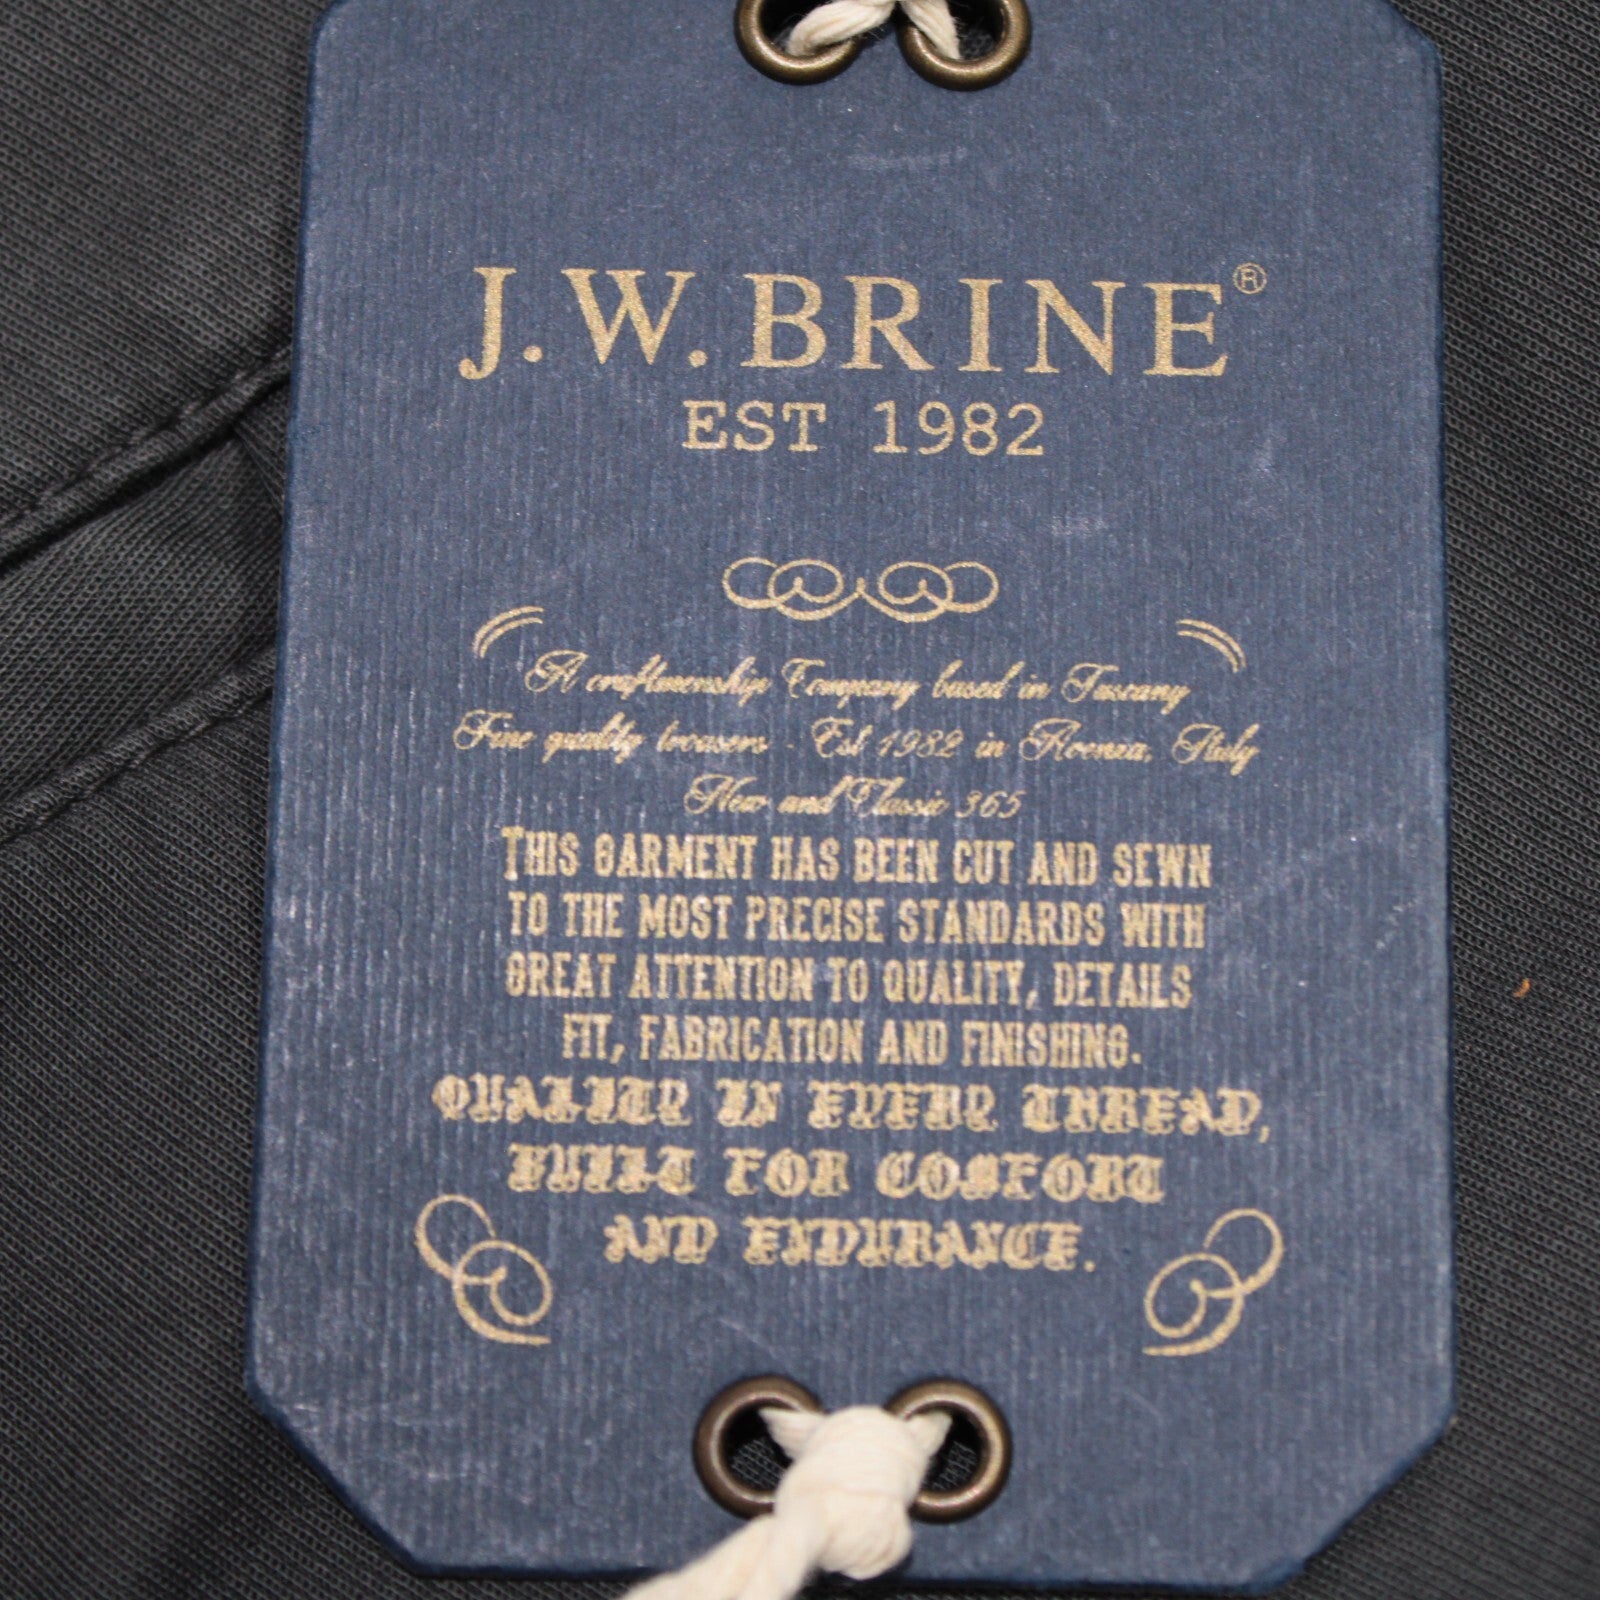 J.W.BRINE®
EST 1982
A craftmenship Company based in Tuscany
Fine quality trousers - Est 1982 in Avenza, Italy
New and Classic 365
THIS GARMENT HAS BEEN CUT AND SEWN
TO THE MOST PRECISE STANDARDS WITH
GREAT ATTENTION TO QUALITY, DETAILS
FIT, FABRICATION AND FINISHING.
QUALITY IN EVERY THREAD,
BUILT FOR COMFORT
AND ENDURANCE.